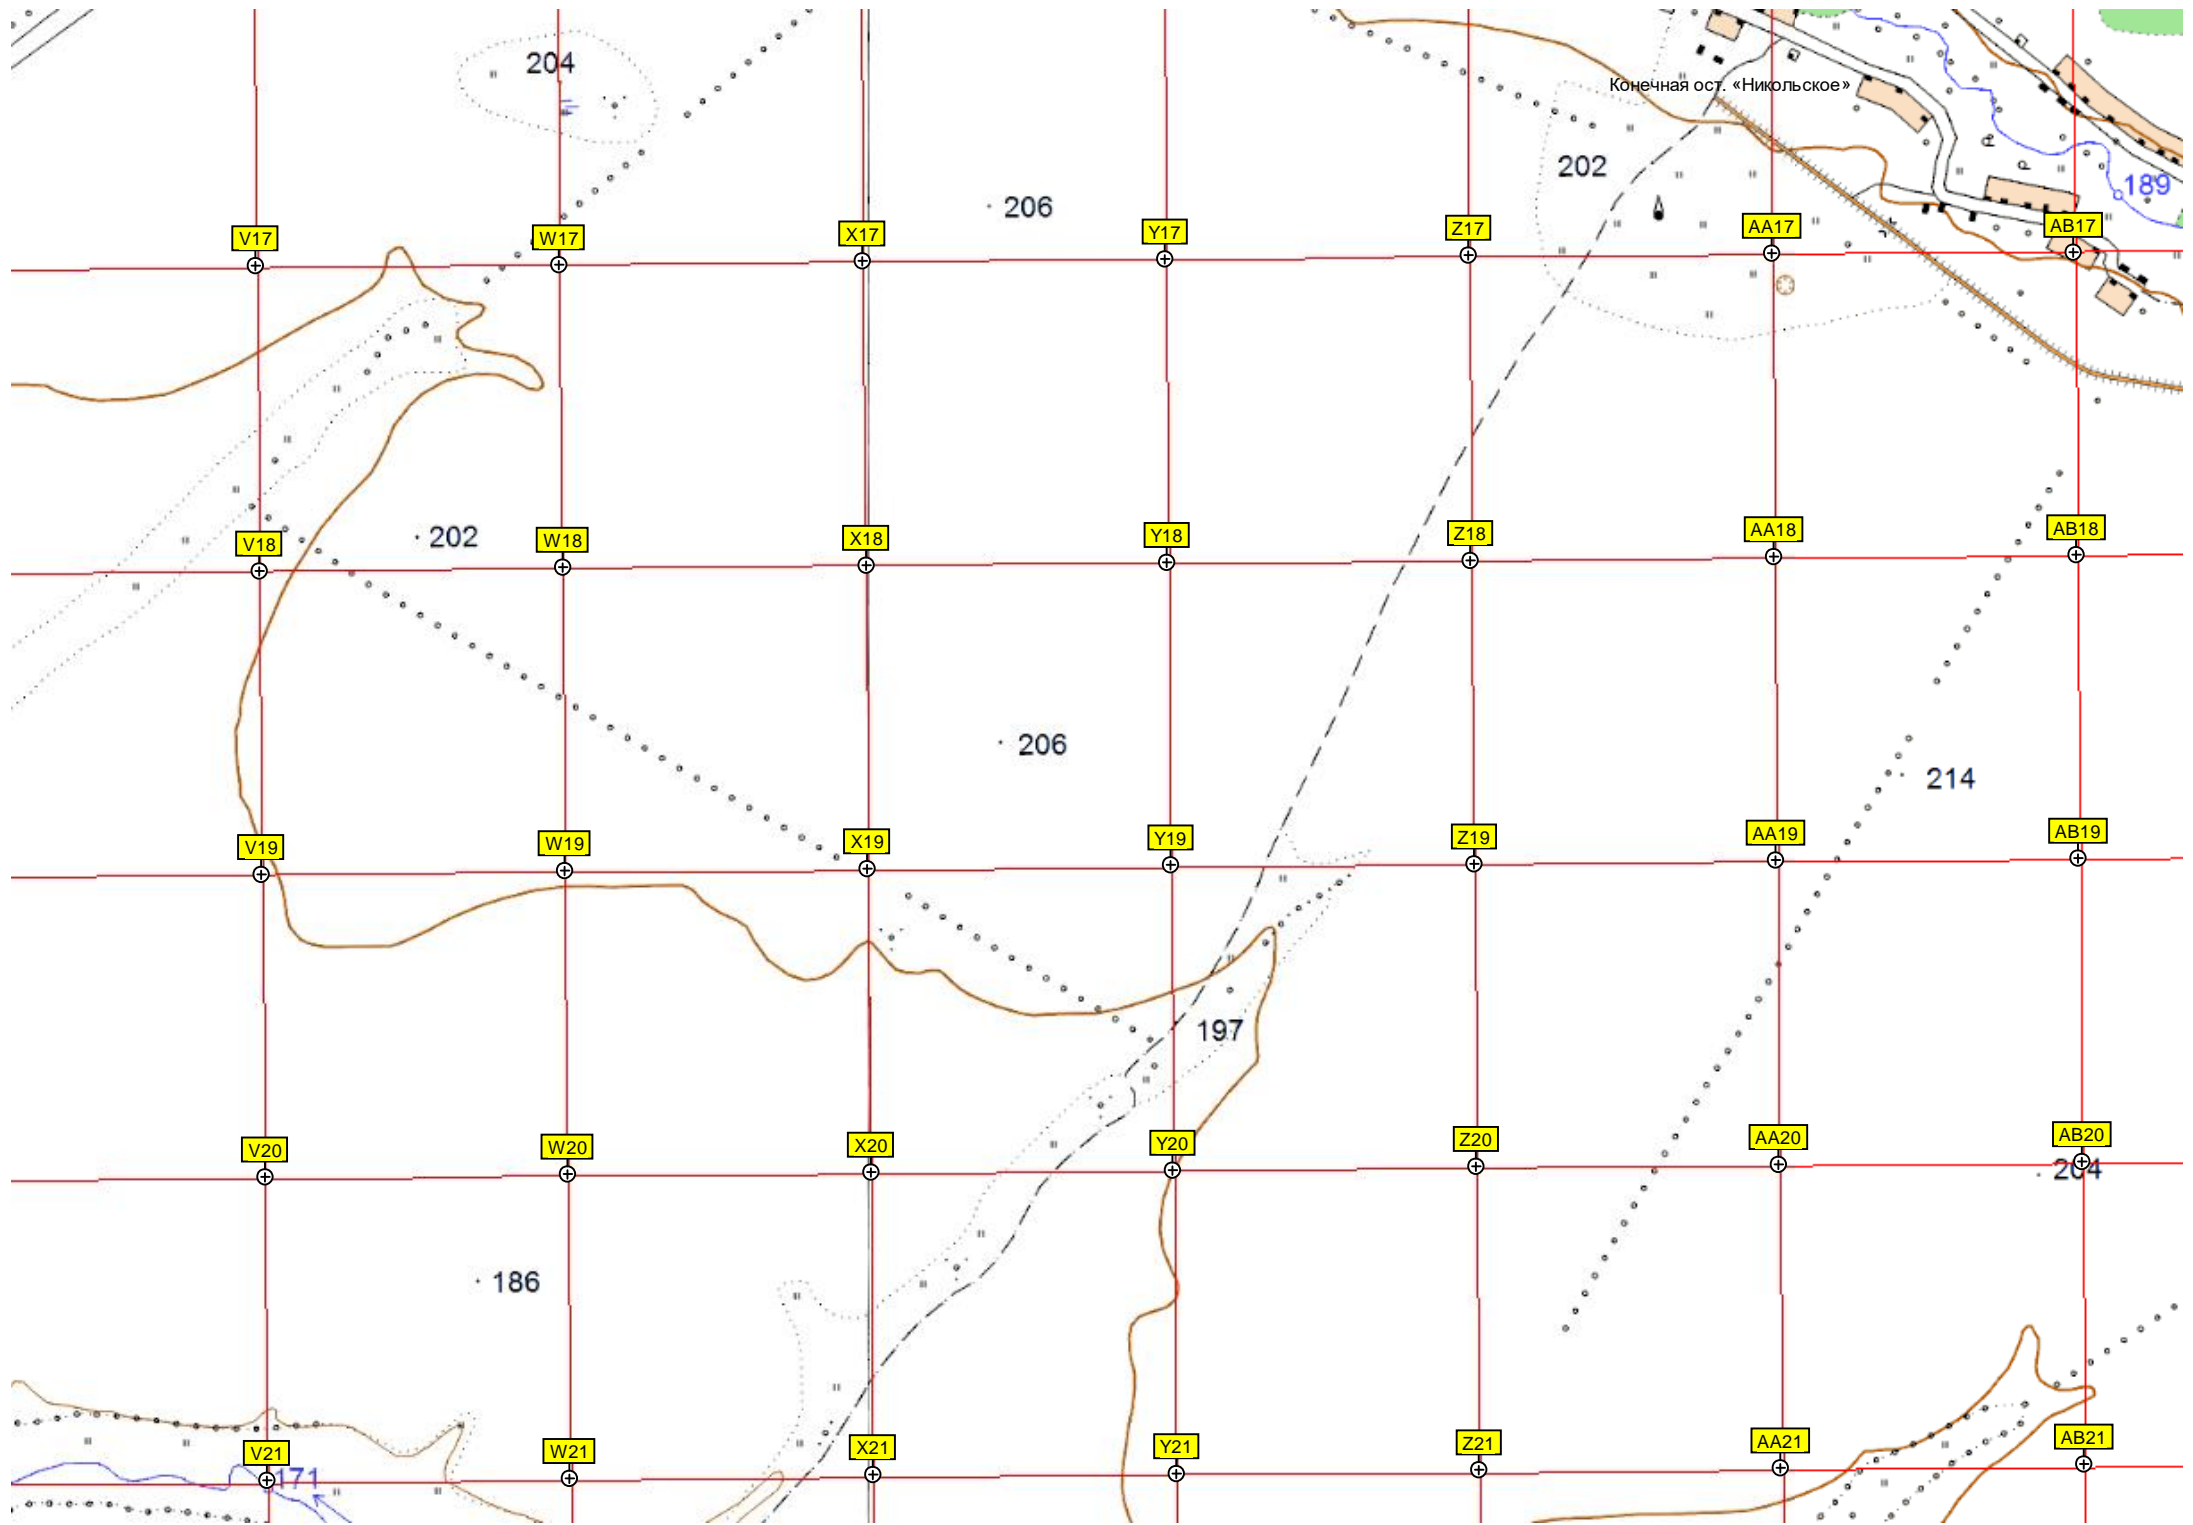 204
Конечная ост. «Никольское»
202
189
206
V17 W17 X17 Y17 Z17 AA17 AB17
202
V18 W18 X18 Y18 Z18 AA18 AB18
206
214
V19 W19 X19 Y19 Z19 AA19 AB19
197
V20 W20 X20 Y20 Z20 AA20 AB20
204
186
V21 W21 X21 Y21 Z21 AA21 AB21
171